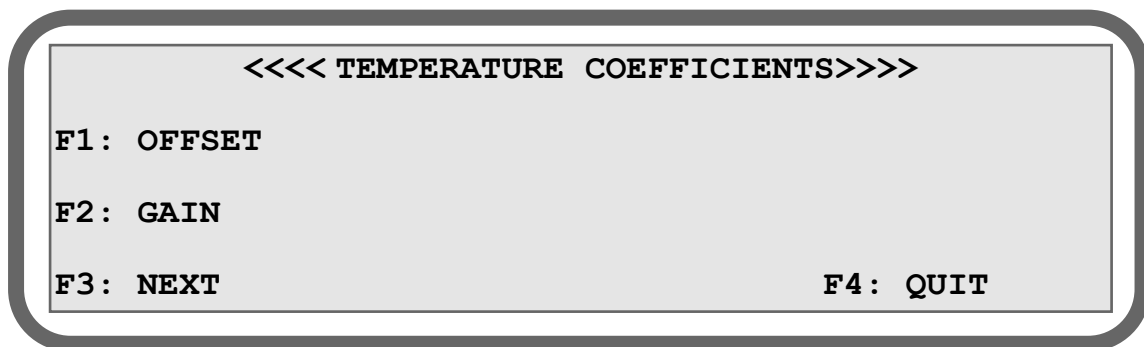 <<<< TEMPERATURE COEFFICIENTS>>>>
F1: OFFSET
F2: GAIN
F3: NEXT F4: QUIT